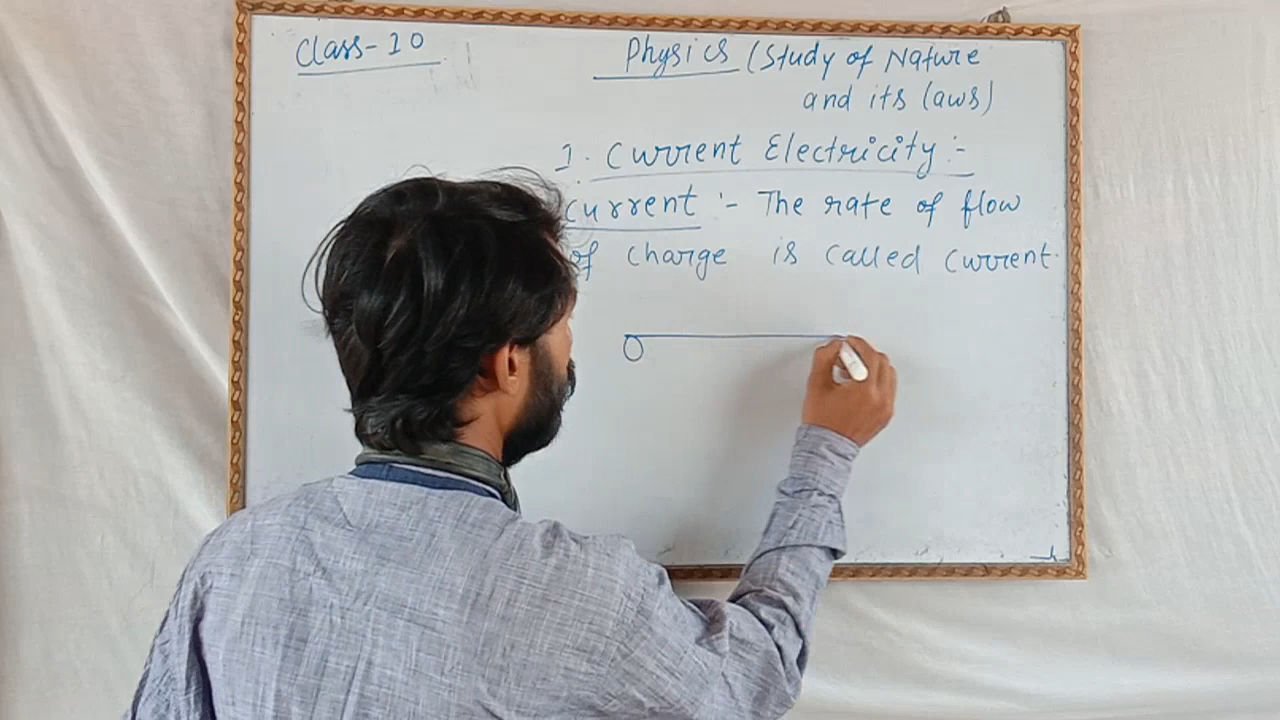 Class-10
Physics (Study of Nature
and its laws)
1. Current Electricity :-
Current :- The rate of flow
of charge is called current.